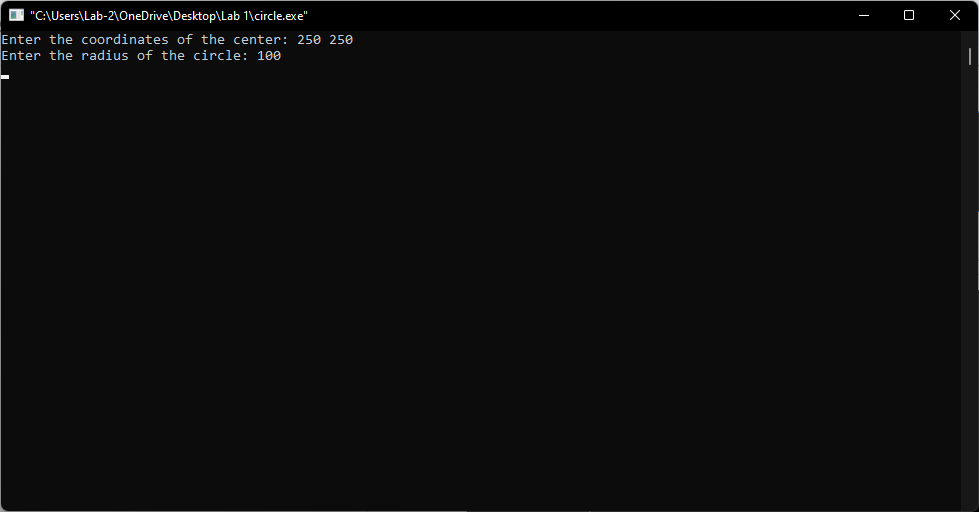 "C:\Users\Lab-2\OneDrive\Desktop\Lab 1\circle.exe"
Enter the coordinates of the center: 250 250
Enter the radius of the circle: 100